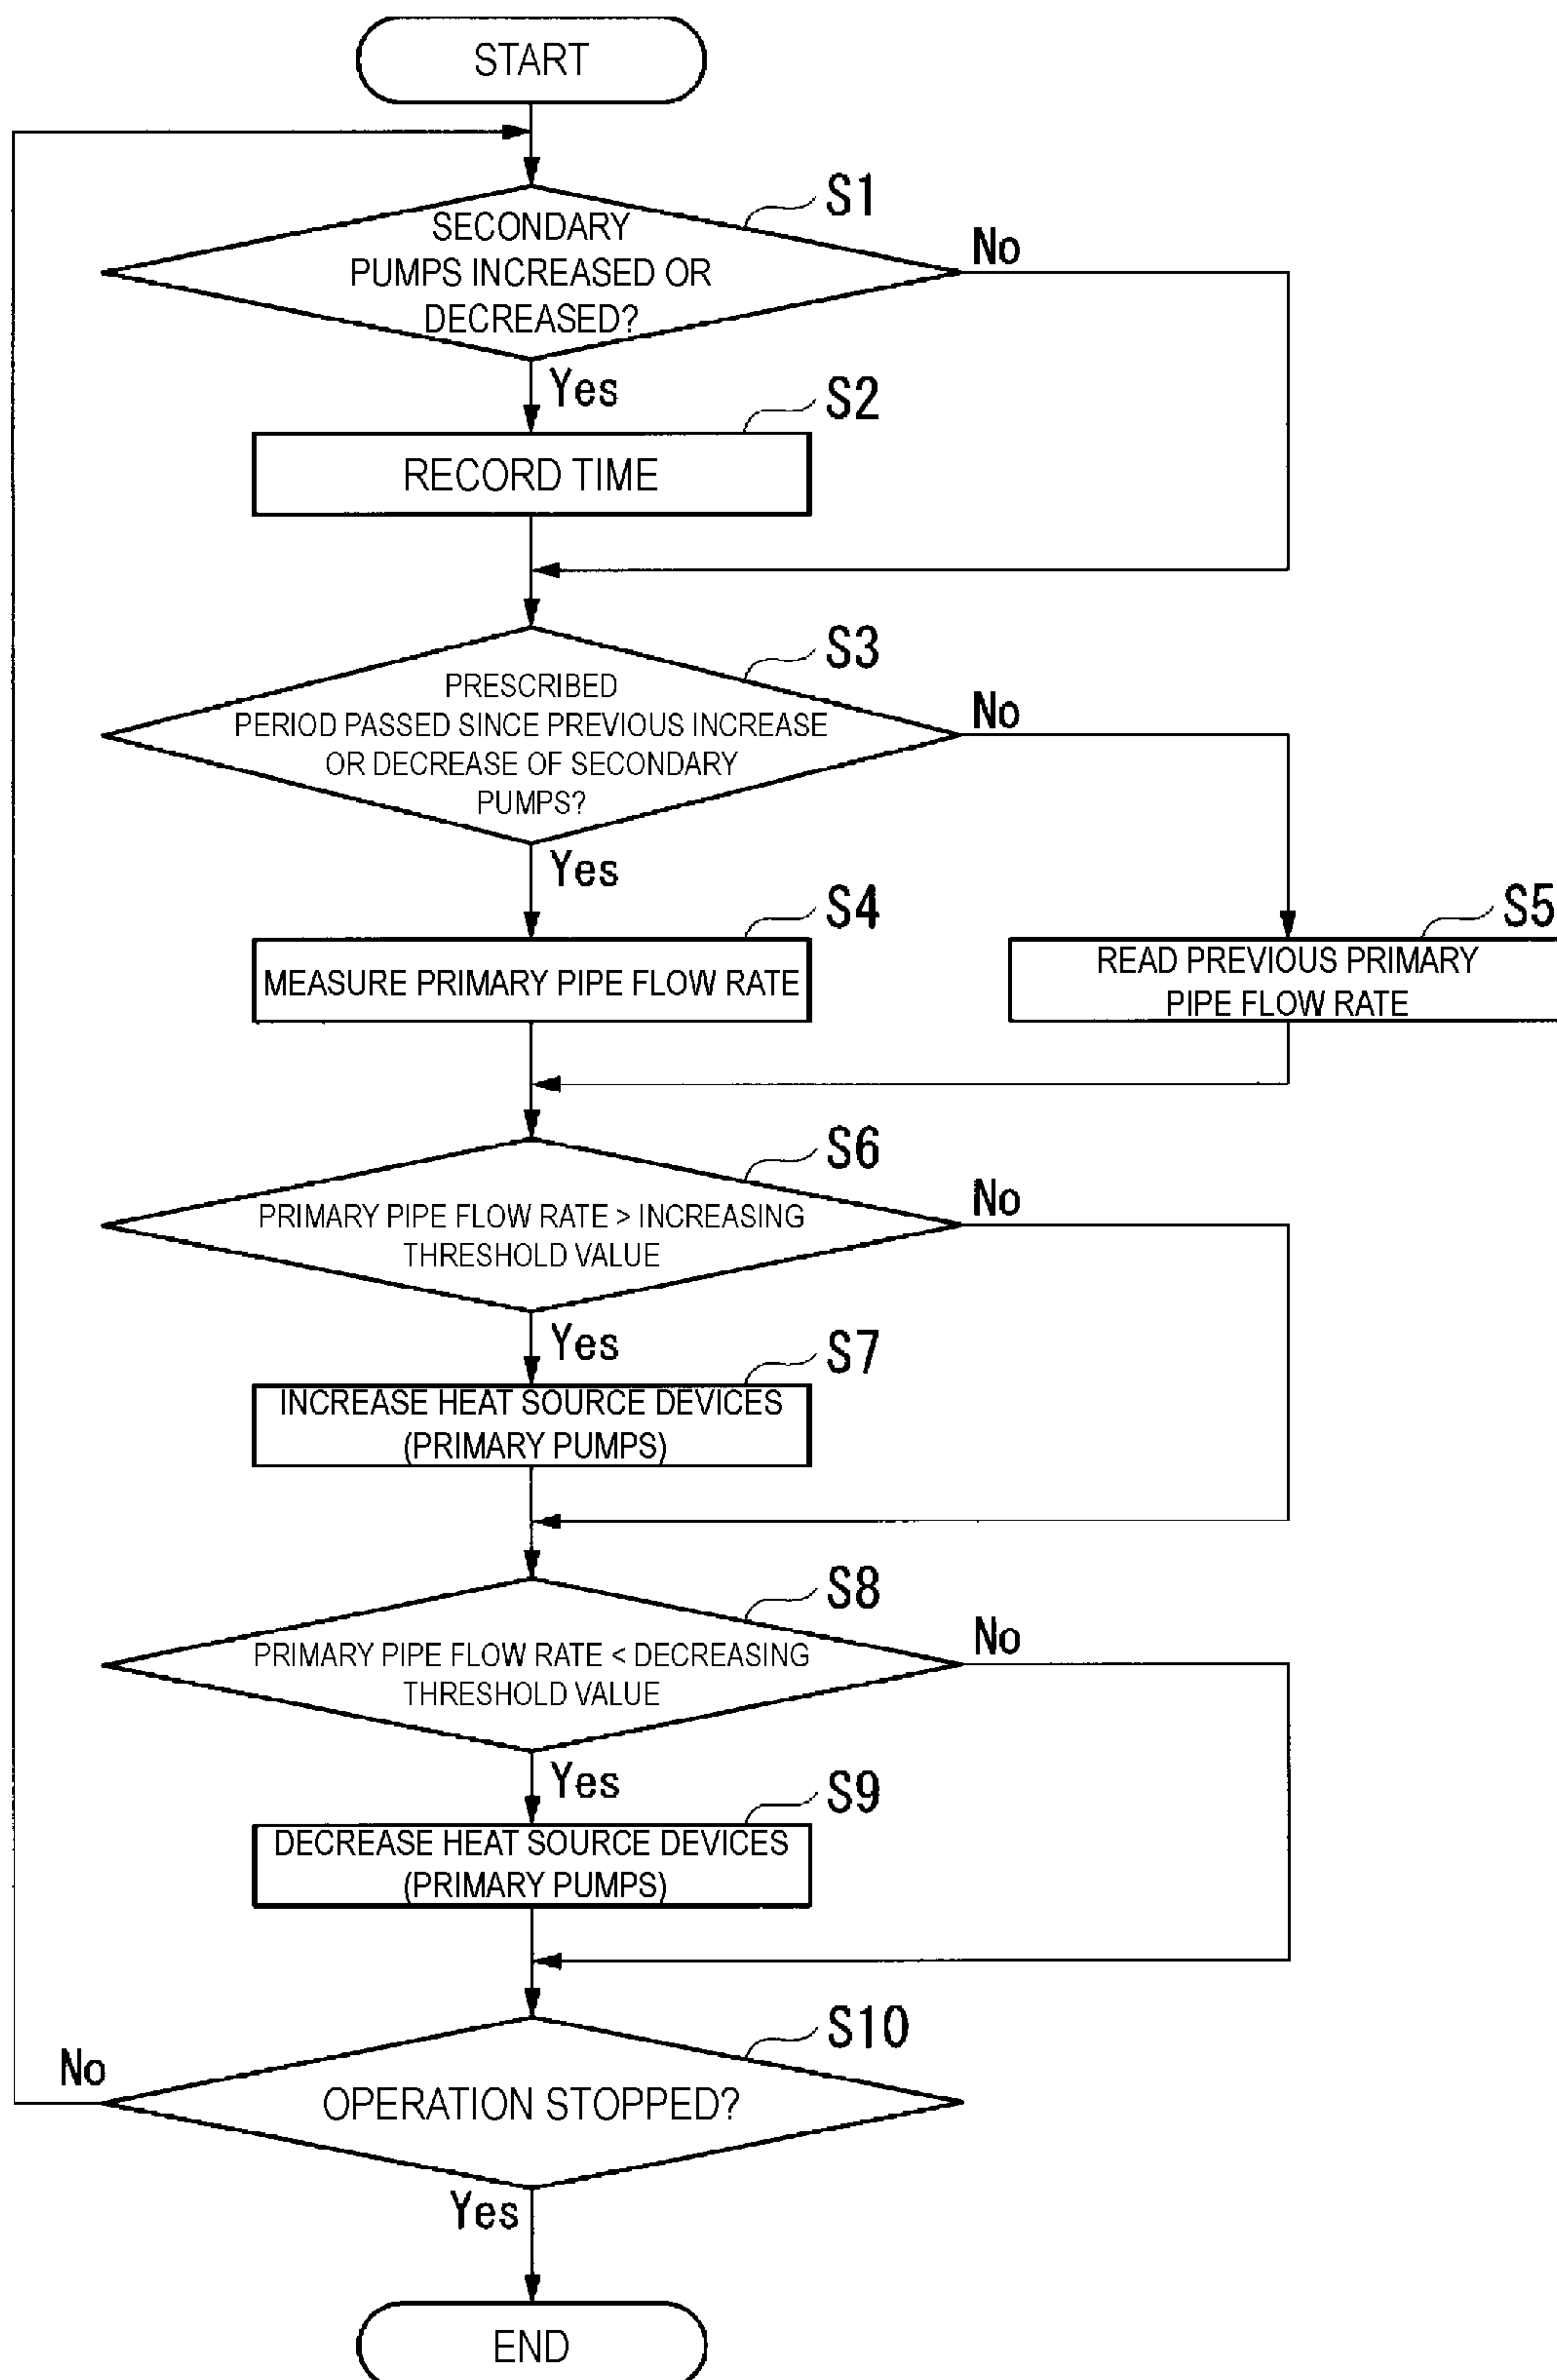 START
S1
SECONDARY
PUMPS INCREASED OR
DECREASED?
No
Yes
S2
RECORD TIME
S3
PRESCRIBED
PERIOD PASSED SINCE PREVIOUS INCREASE
OR DECREASE OF SECONDARY
PUMPS?
No
Yes
S4
MEASURE PRIMARY PIPE FLOW RATE
S5
READ PREVIOUS PRIMARY
PIPE FLOW RATE
S6
PRIMARY PIPE FLOW RATE > INCREASING
THRESHOLD VALUE
No
Yes
S7
INCREASE HEAT SOURCE DEVICES
(PRIMARY PUMPS)
S8
PRIMARY PIPE FLOW RATE < DECREASING
THRESHOLD VALUE
No
Yes
S9
DECREASE HEAT SOURCE DEVICES
(PRIMARY PUMPS)
S10
No
OPERATION STOPPED?
Yes
END